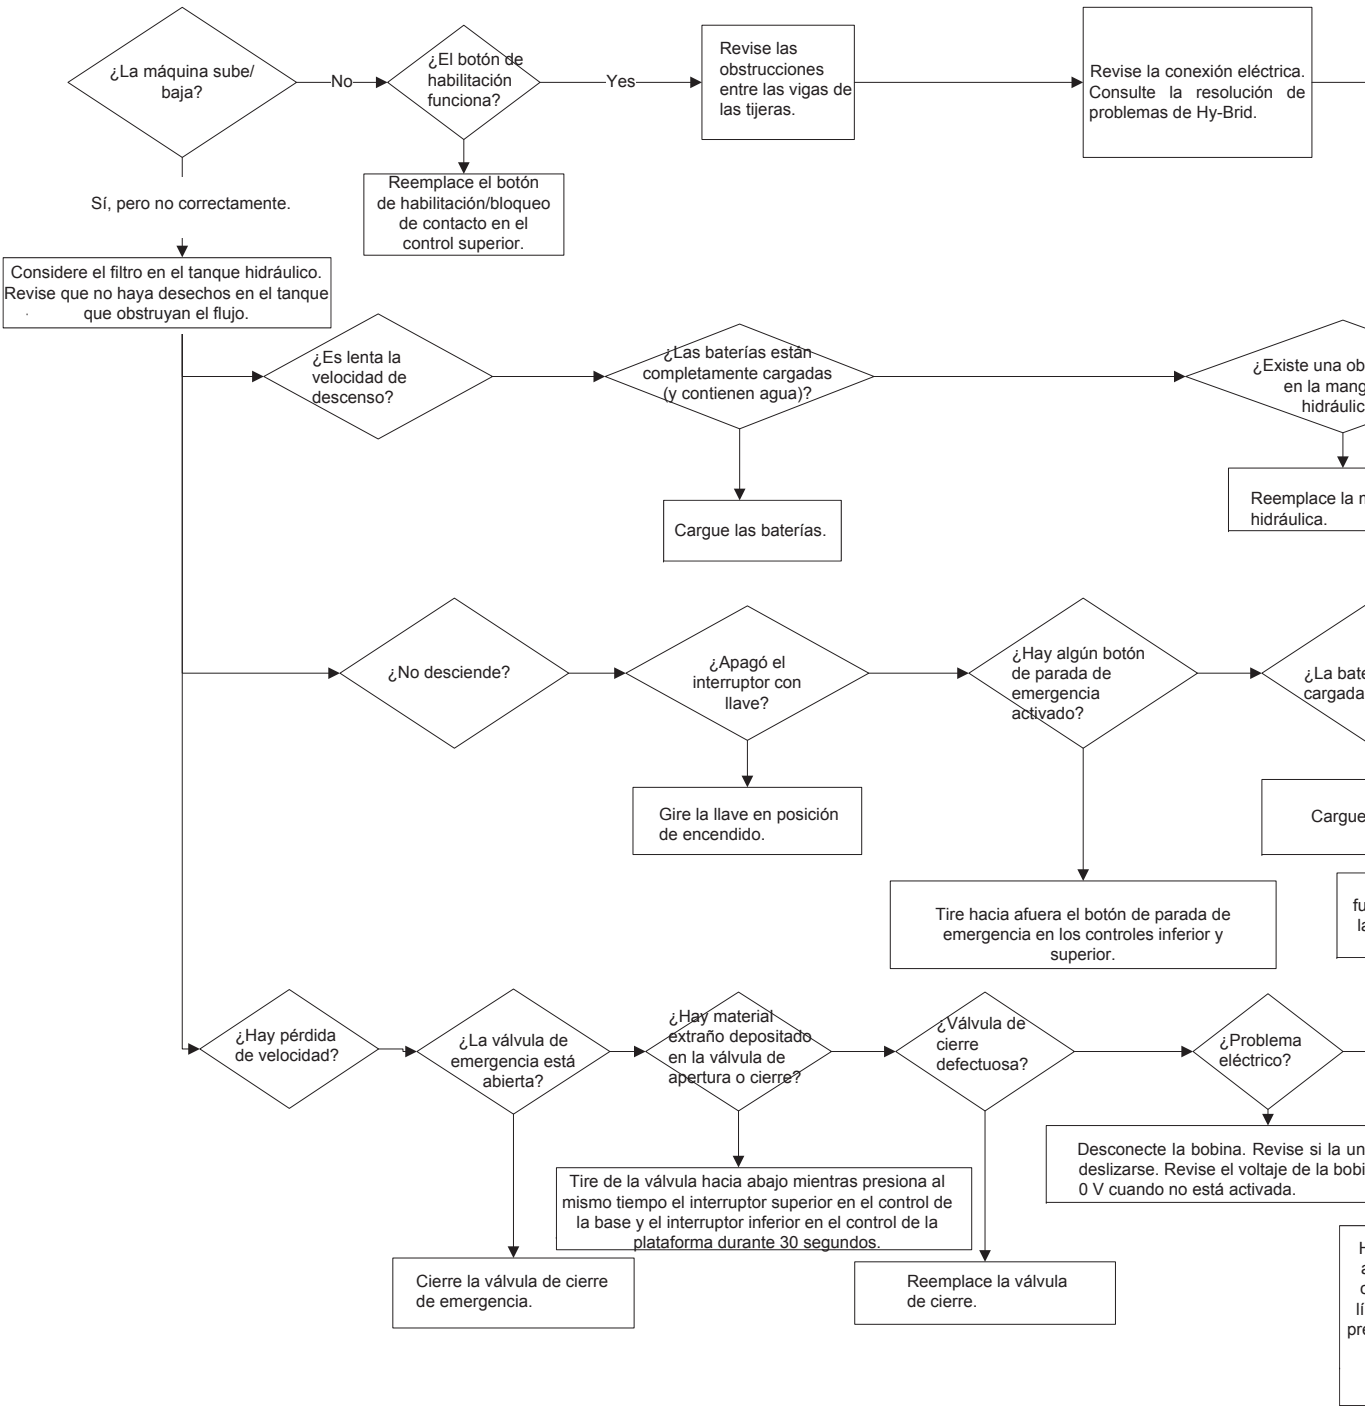 ¿La máquina sube/
baja?
No
¿El botón de
habilitación
funciona?
Yes
Revise las
obstrucciones
entre las vigas de
las tijeras.
Revise la conexión eléctrica.
Consulte la resolución de
problemas de Hy-Brid.
Sí, pero no correctamente.
Reemplace el botón
de habilitación/bloqueo
de contacto en el
control superior.
Considere el filtro en el tanque hidráulico.
Revise que no haya desechos en el tanque
que obstruyan el flujo.
¿Es lenta la
velocidad de
descenso?
¿Las baterías están
completamente cargadas
(y contienen agua)?
¿Existe una ob
en la mang
hidráulic
Cargue las baterías.
Reemplace la
hidráulica.
¿No desciende?
¿Apagó el
interruptor con
llave?
¿Hay algún botón
de parada de
emergencia
activado?
¿La bate
cargada
Gire la llave en posición
de encendido.
Cargue
Tire hacia afuera el botón de parada de
emergencia en los controles inferior y
superior.
fu
la
¿Hay pérdida
de velocidad?
¿La válvula de
emergencia está
abierta?
¿Hay material
extraño depositado
en la válvula de
apertura o cierre?
¿Válvula de
cierre
defectuosa?
¿Problema
eléctrico?
Desconecte la bobina. Revise si la un
deslizarse. Revise el voltaje de la bobi
0 V cuando no está activada.
Tire de la válvula hacia abajo mientras presiona al
mismo tiempo el interruptor superior en el control de
la base y el interruptor inferior en el control de la
plataforma durante 30 segundos.
Cierre la válvula de cierre
de emergencia.
Reemplace la válvula
de cierre.
lí
pre